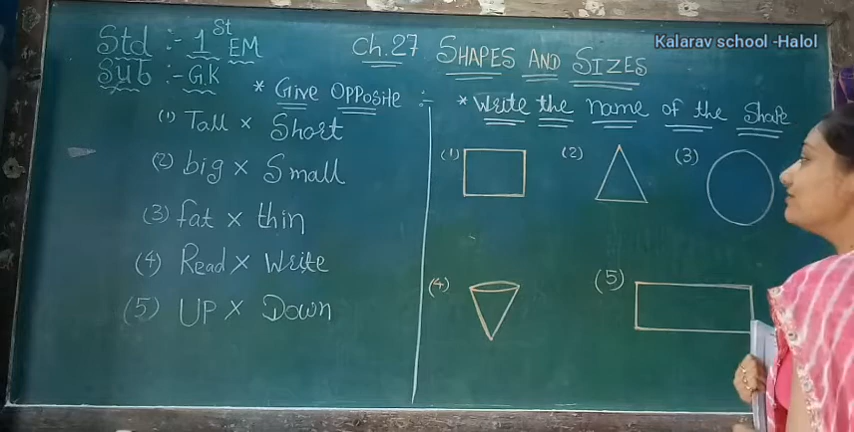 Kalarav school -Halol
Std :- 1st EM
Sub :- G.K
Ch.27 SHAPES AND SIZES
* Give Opposite :-
(1) Tall × Short
(2) big × Small
(3) fat × thin
(4) Read × Write
(5) UP × Down
* Write the name of the Shape
(1)
(2)
(3)
(4)
(5)